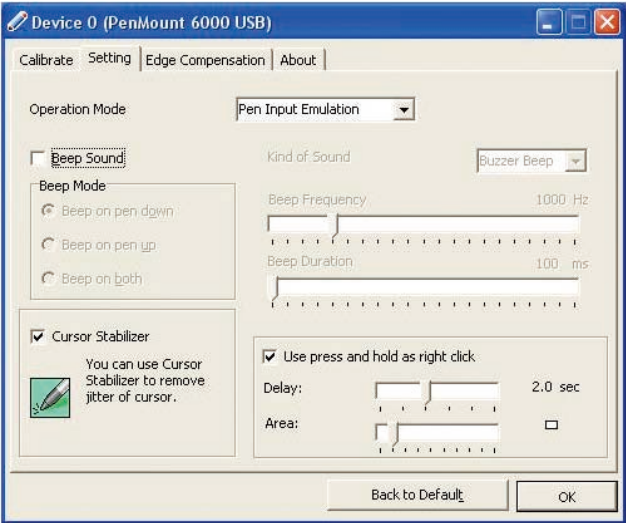 Device 0 (PenMount 6000 USB)
Calibrate Setting Edge Compensation About
Operation Mode Pen Input Emulation
Beep Sound Kind of Sound Buzzer Beep
Beep Mode
Beep Frequency 1000 Hz
Beep on pen down
Beep on pen up
Beep Duration 100 ms
Beep on both
Cursor Stabilizer
You can use Cursor
Stabilizer to remove
jitter of cursor.
Use press and hold as right click
Delay: 2.0 sec
Area:
Back to Default OK